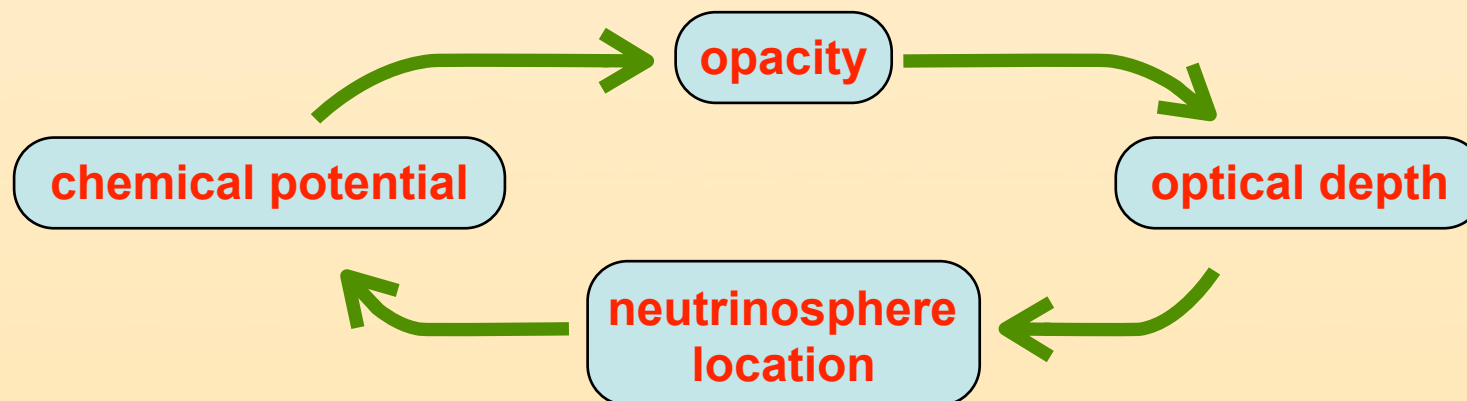 opacity
chemical potential
optical depth
neutrinosphere
location